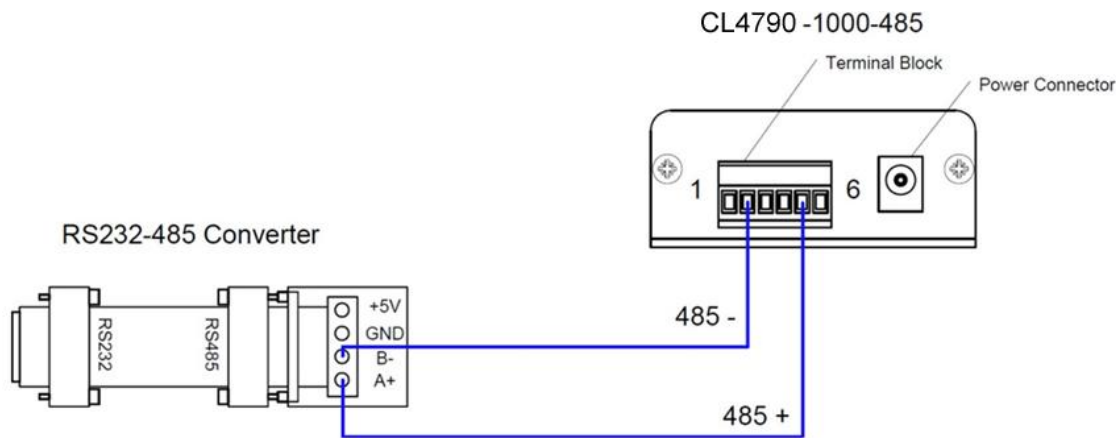 CL4790 -1000-485
Terminal Block
Power Connector
1
6
RS232-485 Converter
RS232
RS485
+5V
GND
B-
A+
485 -
485 +